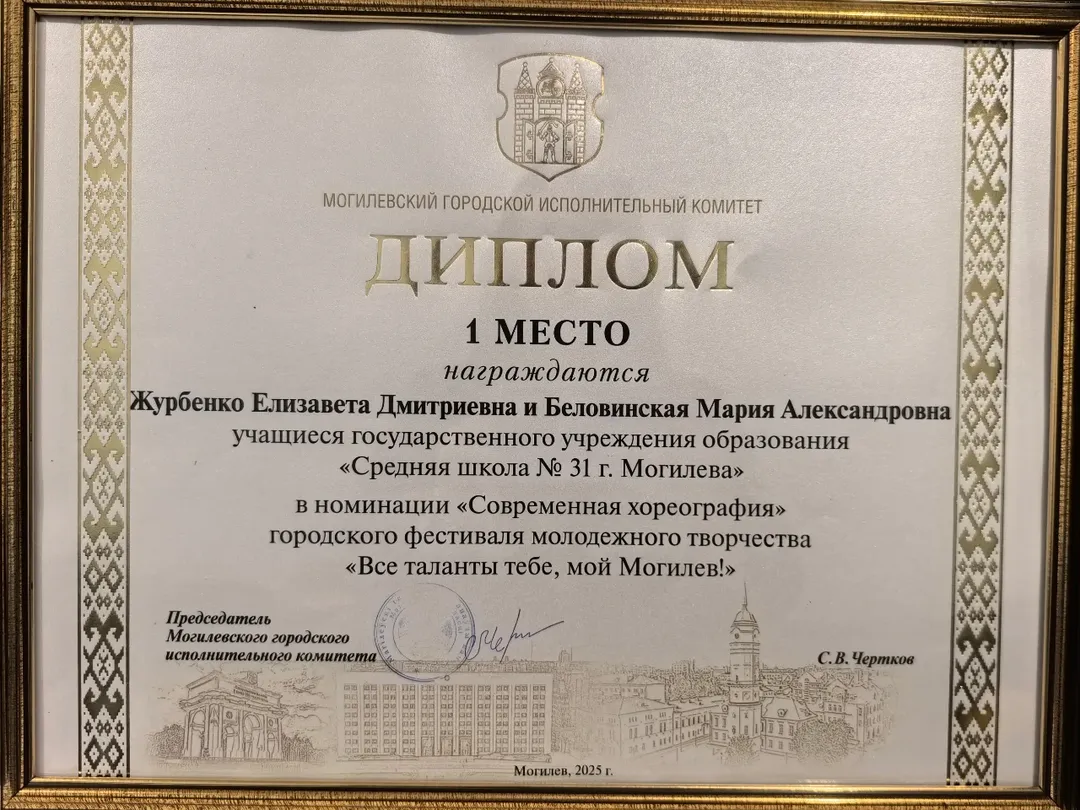 МОГИЛЕВСКИЙ ГОРОДСКОЙ ИСПОЛНИТЕЛЬНЫЙ КОМИТЕТ
ДИПЛОМ
1 МЕСТО
награждаются
Журбенко Елизавета Дмитриевна и Беловинская Мария Александровна
учащиеся государственного учреждения образования
«Средняя школа № 31 г. Могилева»
в номинации «Современная хореография»
городского фестиваля молодежного творчества
«Все таланты тебе, мой Могилев!»
Председатель
Могилевского городского
исполнительного комитета
С.В. Чертков
Могилев, 2025 г.